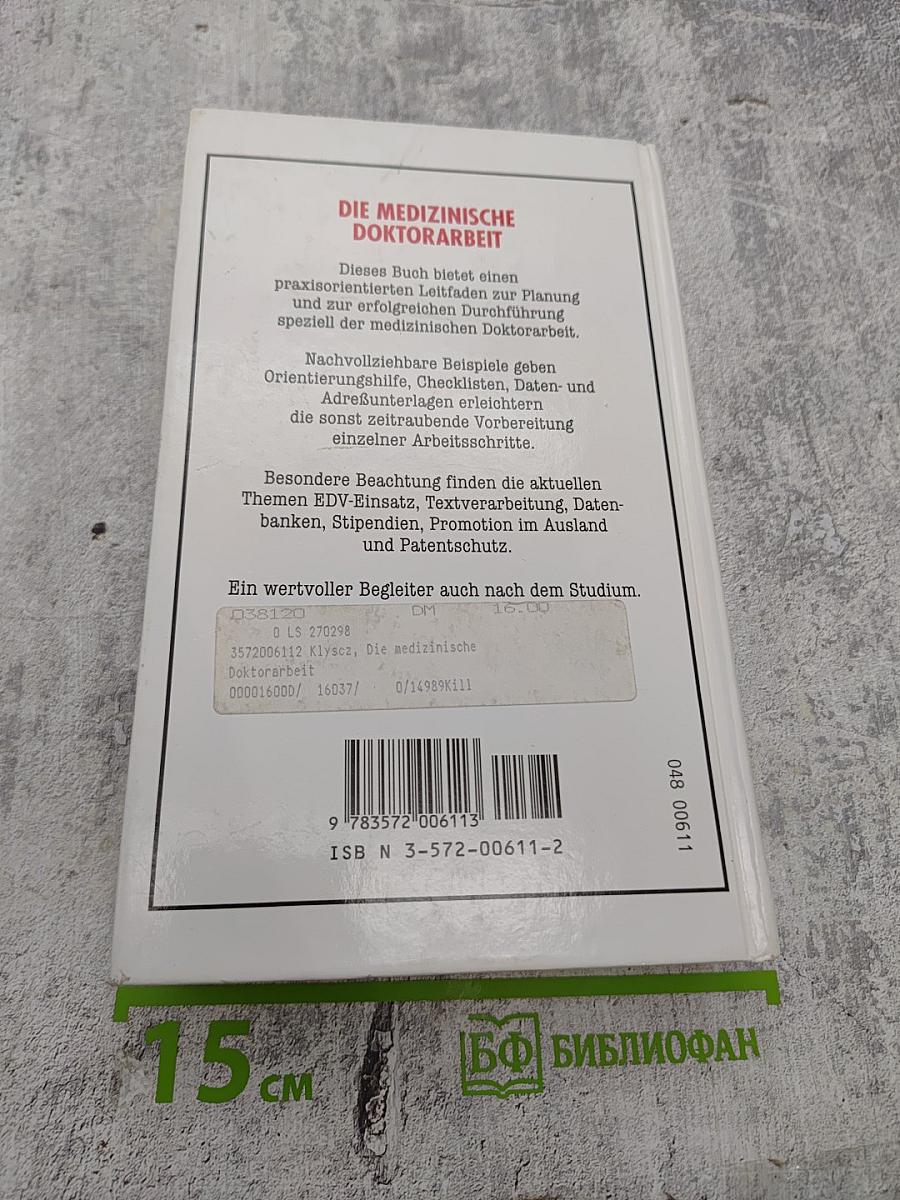 DIE MEDIZINISCHE
DOKTORARBEIT
Dieses Buch bietet einen
praxisorientierten Leitfaden zur Planung
und zur erfolgreichen Durchführung
speziell der medizinischen Doktorarbeit.
Nachvollziehbare Beispiele geben
Orientierungshilfe, Checklisten, Daten- und
Adreßunterlagen erleichtern
die sonst zeitraubende Vorbereitung
einzelner Arbeitsschritte.
Besondere Beachtung finden die aktuellen
Themen EDV-Einsatz, Textverarbeitung, Daten-
banken, Stipendien, Promotion im Ausland
und Patentschutz.
Ein wertvoller Begleiter auch nach dem Studium.
038120 DM 16.00
0 LS 270298
3572006112 Klyscz, Die medizinische
Doktorarbeit
00001600D/ 16037/ 0/14989Kill
9 783572 006113
ISB N 3-572-00611-2
048 00611
15 см
БФ БИБЛИОФАН